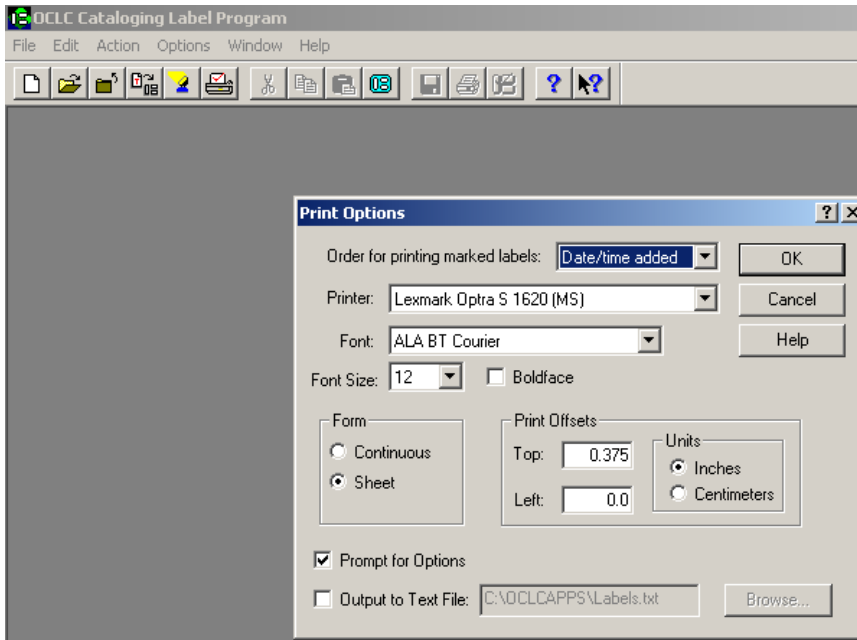 OCLC Cataloging Label Program
File Edit Action Options Window Help
Print Options
Order for printing marked labels: Date/time added OK
Printer: Lexmark Optra S 1620 (MS) Cancel
Font: ALA BT Courier Help
Font Size: 12 Boldface
Form Print Offsets
Units
Continuous Top: 0.375 Inches
Sheet Left: 0.0 Centimeters
Prompt for Options
Output to Text File: C:\OCLCAPPS\Labels.txt Browse...